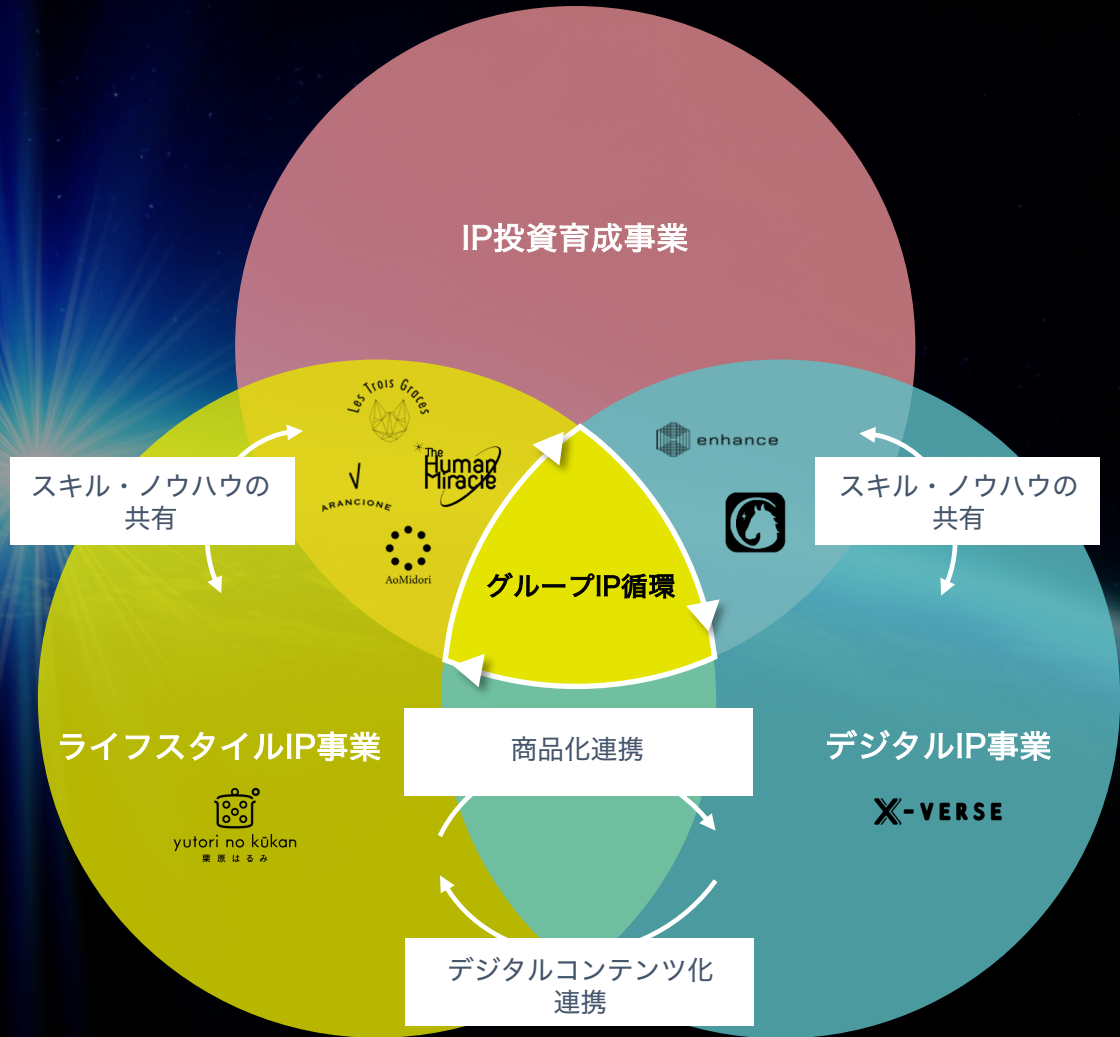 IP投資育成事業
Les Trois Graces
The
Human
Miracle
ARANCIONE
AoMidori
enhance
スキル・ノウハウの
共有
スキル・ノウハウの
共有
グループIP循環
ライフスタイルIP事業
yutori no kūkan
栗原はるみ
商品化連携
デジタルIP事業
X-VERSE
デジタルコンテンツ化
連携